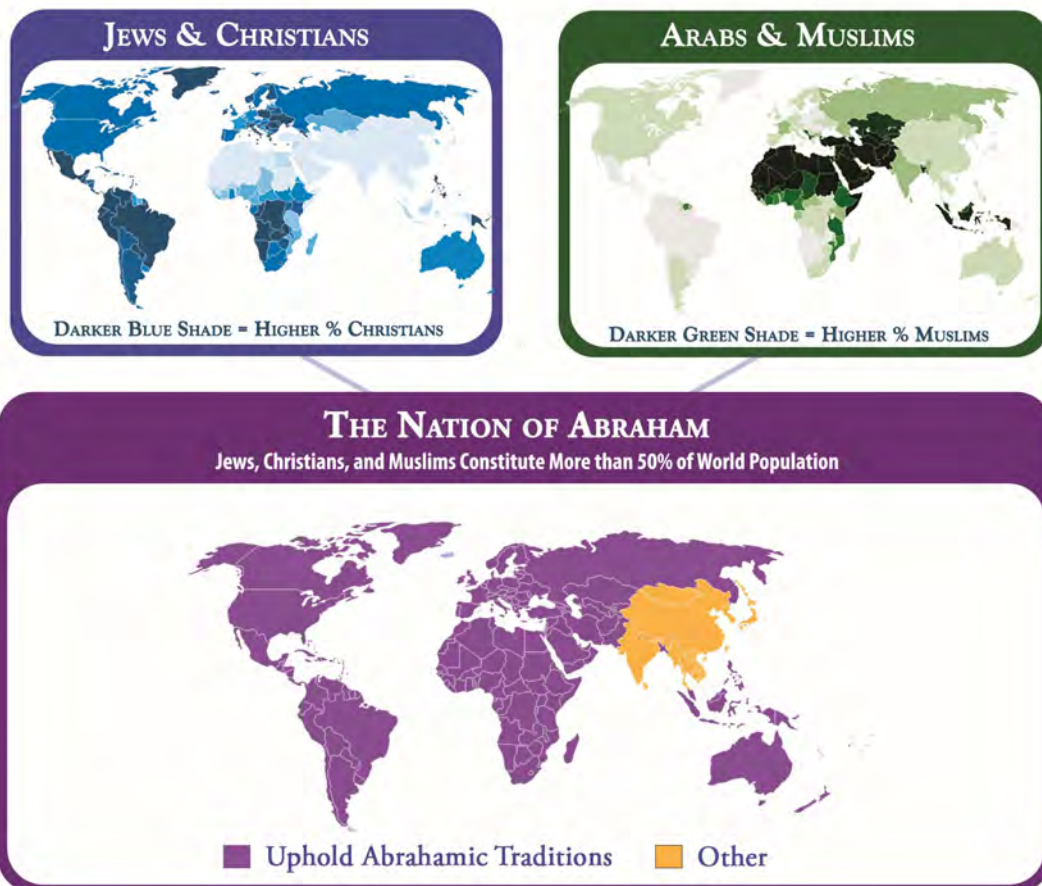 JEWS & CHRISTIANS
DARKER BLUE SHADE = HIGHER % CHRISTIANS
ARABS & MUSLIMS
DARKER GREEN SHADE = HIGHER % MUSLIMS
THE NATION OF ABRAHAM
Jews, Christians, and Muslims Constitute More than 50% of World Population
Uphold Abrahamic Traditions
Other